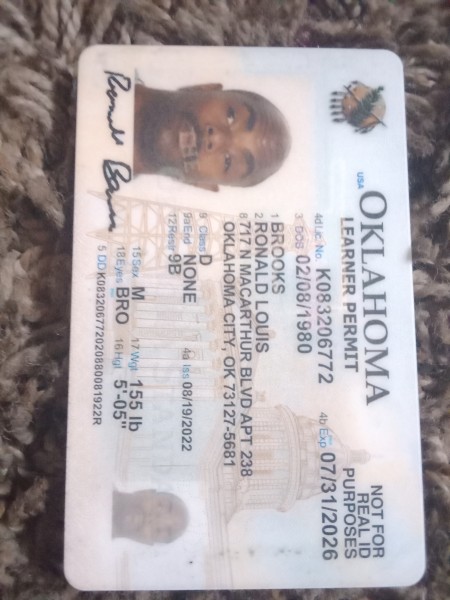 OKLAHOMA
USA
LEARNER PERMIT
NOT FOR
REAL ID
PURPOSES
4d Lic. No. K083206772
4b Exp 07/31/2026
3 DOB 02/08/1980
1 BROOKS
2 RONALD LOUIS
8 717 N MACARTHUR BLVD APT 238
OKLAHOMA CITY, OK 73127-5681
9 Class D
9a End NONE
4a Iss 08/19/2022
12 Restr 9B
15 Sex M
17 Wgt 155 lb
18 Eyes BRO
16 Hgt 5'-05"
5 DD K083206772020880081922R